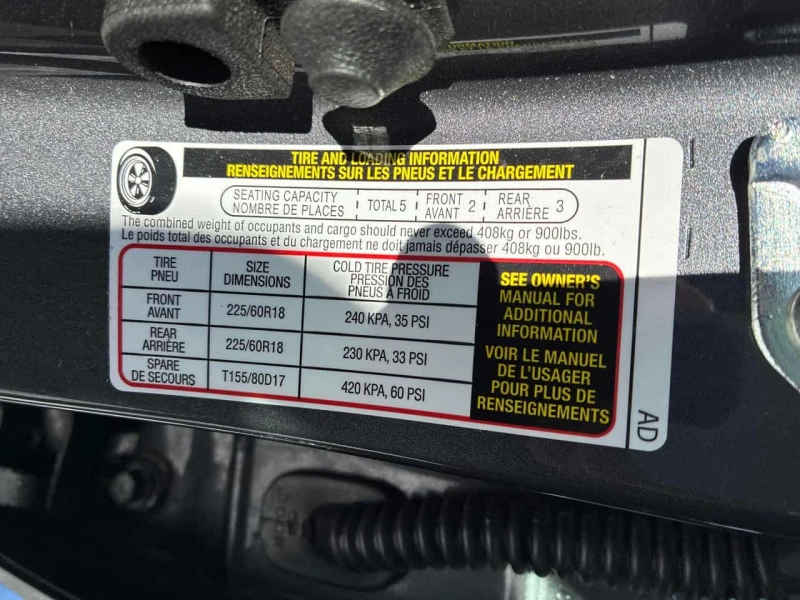 TIRE AND LOADING INFORMATION
RENSEIGNEMENTS SUR LES PNEUS ET LE CHARGEMENT
SEATING CAPACITY
NOMBRE DE PLACES
TOTAL 5
FRONT
AVANT 2
REAR
ARRIÈRE 3
The combined weight of occupants and cargo should never exceed 408kg or 900lbs.
Le poids total des occupants et du chargement ne doit jamais dépasser 408kg ou 900lb.
TIRE
PNEU
SIZE
DIMENSIONS
COLD TIRE PRESSURE
PRESSION DES
PNEUS À FROID
FRONT
AVANT
225/60R18
240 KPA, 35 PSI
REAR
ARRIÈRE
225/60R18
230 KPA, 33 PSI
SPARE
DE SECOURS
T155/80D17
420 KPA, 60 PSI
SEE OWNER'S
MANUAL FOR
ADDITIONAL
INFORMATION
VOIR LE MANUEL
DE L'USAGER
POUR PLUS DE
RENSEIGNEMENTS
AD